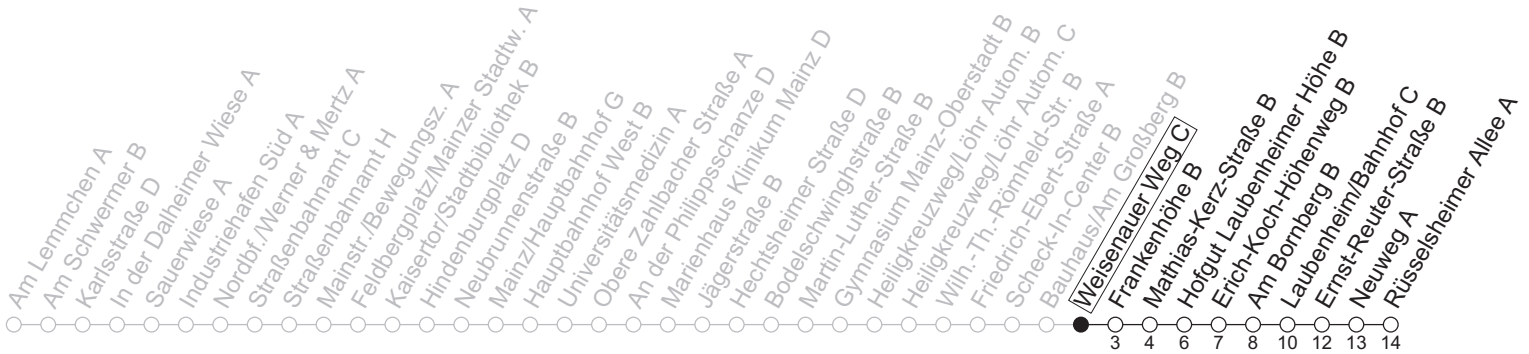 Am Lemmchen A
Am Schwermer B
Karlsstraße D
In der Dalheimer Wiese A
Sauerwiese A
Industriehafen Süd A
Nordbf./Werner & Mertz A
Straßenbahnamt C
Straßenbahnamt H
Mainstr./Bewegungsz. A
Feldbergplatz/Mainzer Stadtw. A
Kaisertor/Stadtbibliothek B
Hindenburgplatz D
Neubrunnenstraße B
Mainz/Hauptbahnhof G
Hauptbahnhof West B
Universitätsmedizin A
Obere Zahlbacher Straße A
An der Philippsschanze D
Marienhaus Klinikum Mainz D
Jägerstraße B
Hechtsheimer Straße D
Bodelschwinghstraße B
Martin-Luther-Straße B
Gymnasium Mainz-Oberstadt B
Heiligkreuzweg/Löhr Autom. B
Heiligkreuzweg/Löhr Autom. C
Wilh.-Th.-Römheld-Str. B
Friedrich-Ebert-Straße A
Scheck-In-Center B
Bauhaus/Am Großberg B
Weisenauer Weg C
Frankenhöhe B
Mathias-Kerz-Straße B
Hofgut Laubenheimer Höhe B
Erich-Koch-Höhenweg B
Am Bornberg B
Laubenheim/Bahnhof C
Ernst-Reuter-Straße B
Neuweg A
Rüsselsheimer Allee A
3 4 6 7 8 10 12 13 14